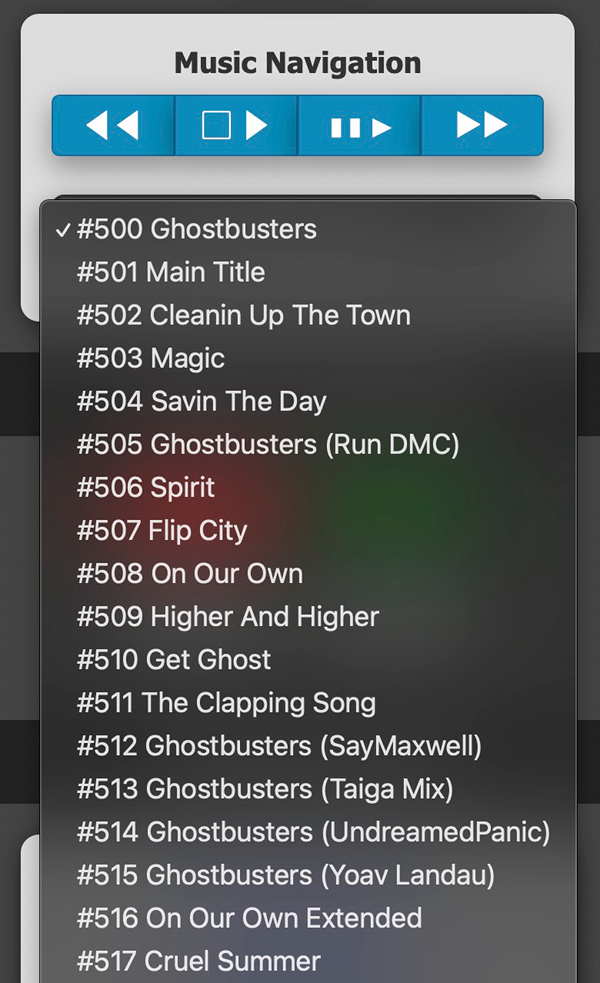 Music Navigation
✓ #500 Ghostbusters
#501 Main Title
#502 Cleanin Up The Town
#503 Magic
#504 Savin The Day
#505 Ghostbusters (Run DMC)
#506 Spirit
#507 Flip City
#508 On Our Own
#509 Higher And Higher
#510 Get Ghost
#511 The Clapping Song
#512 Ghostbusters (SayMaxwell)
#513 Ghostbusters (Taiga Mix)
#514 Ghostbusters (UndreamedPanic)
#515 Ghostbusters (Yoav Landau)
#516 On Our Own Extended
#517 Cruel Summer